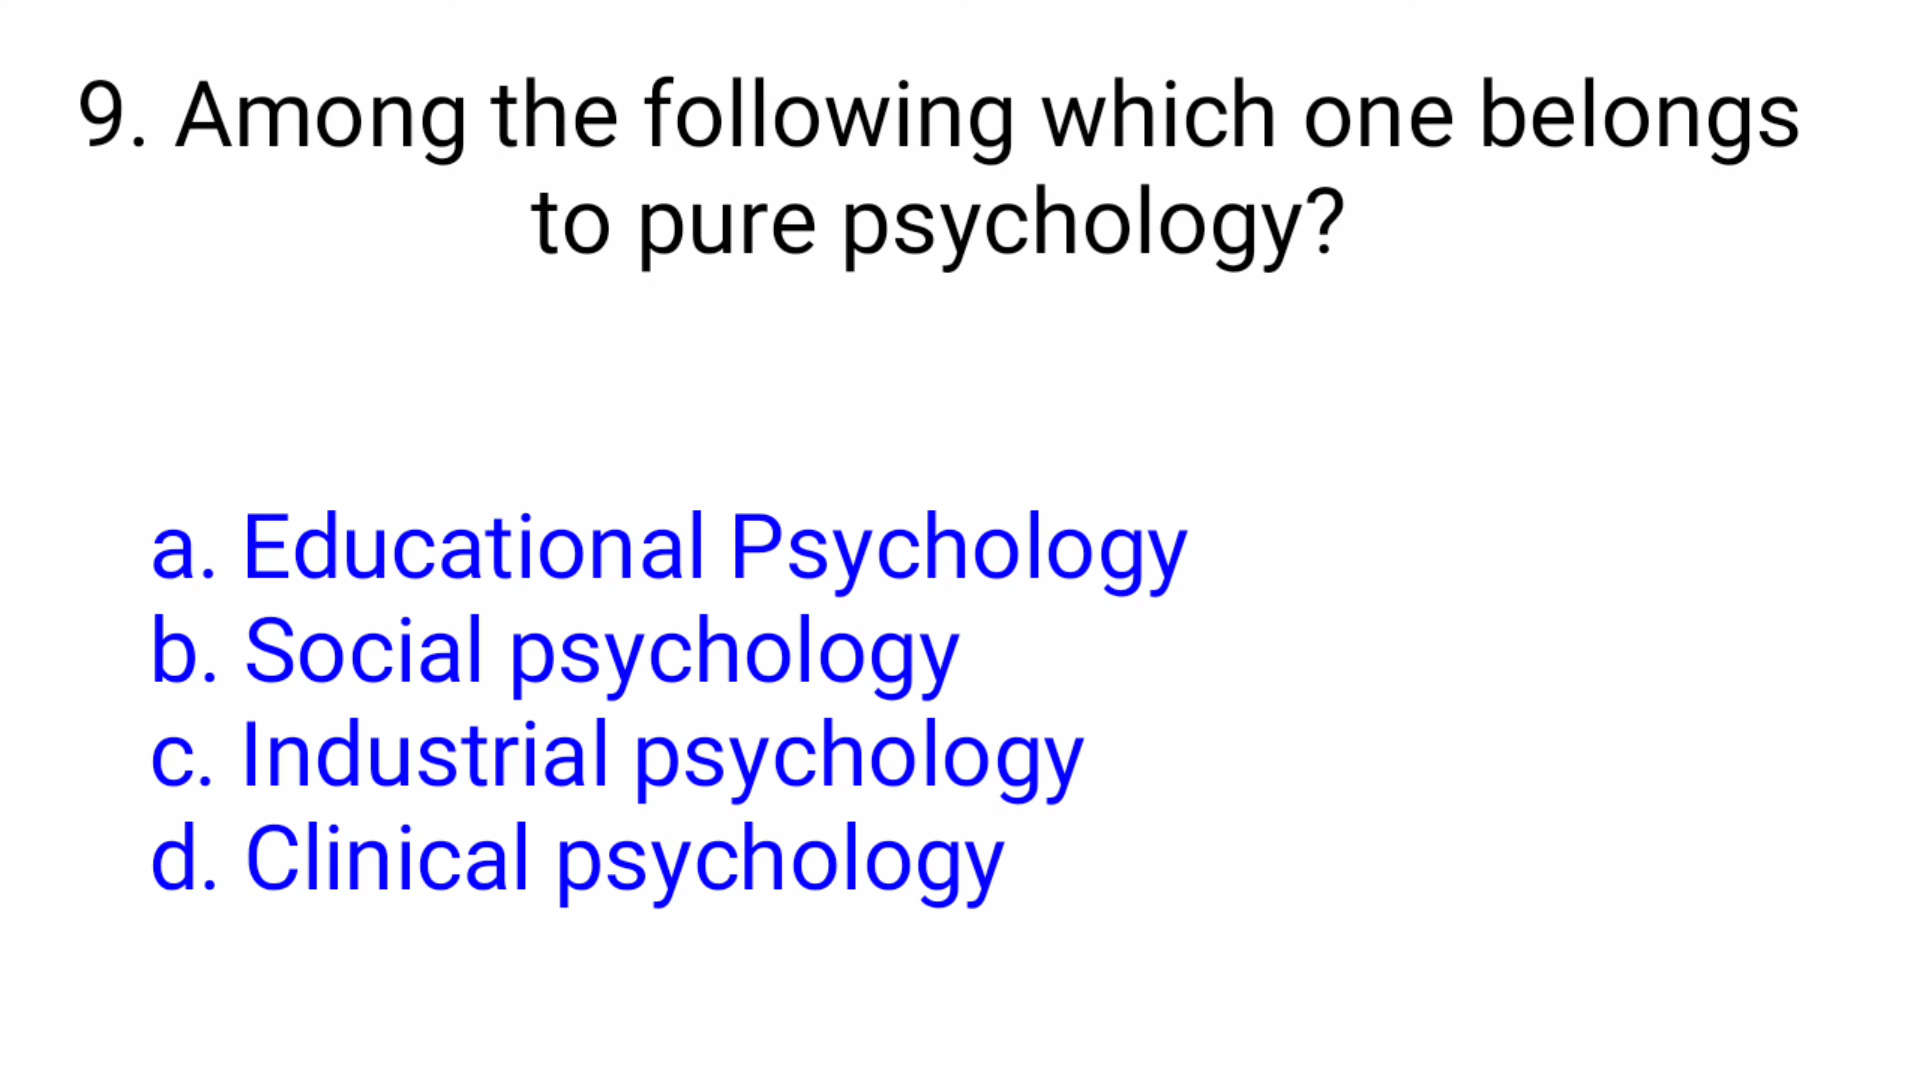 9. Among the following which one belongs
to pure psychology?
a. Educational Psychology
b. Social psychology
c. Industrial psychology
d. Clinical psychology